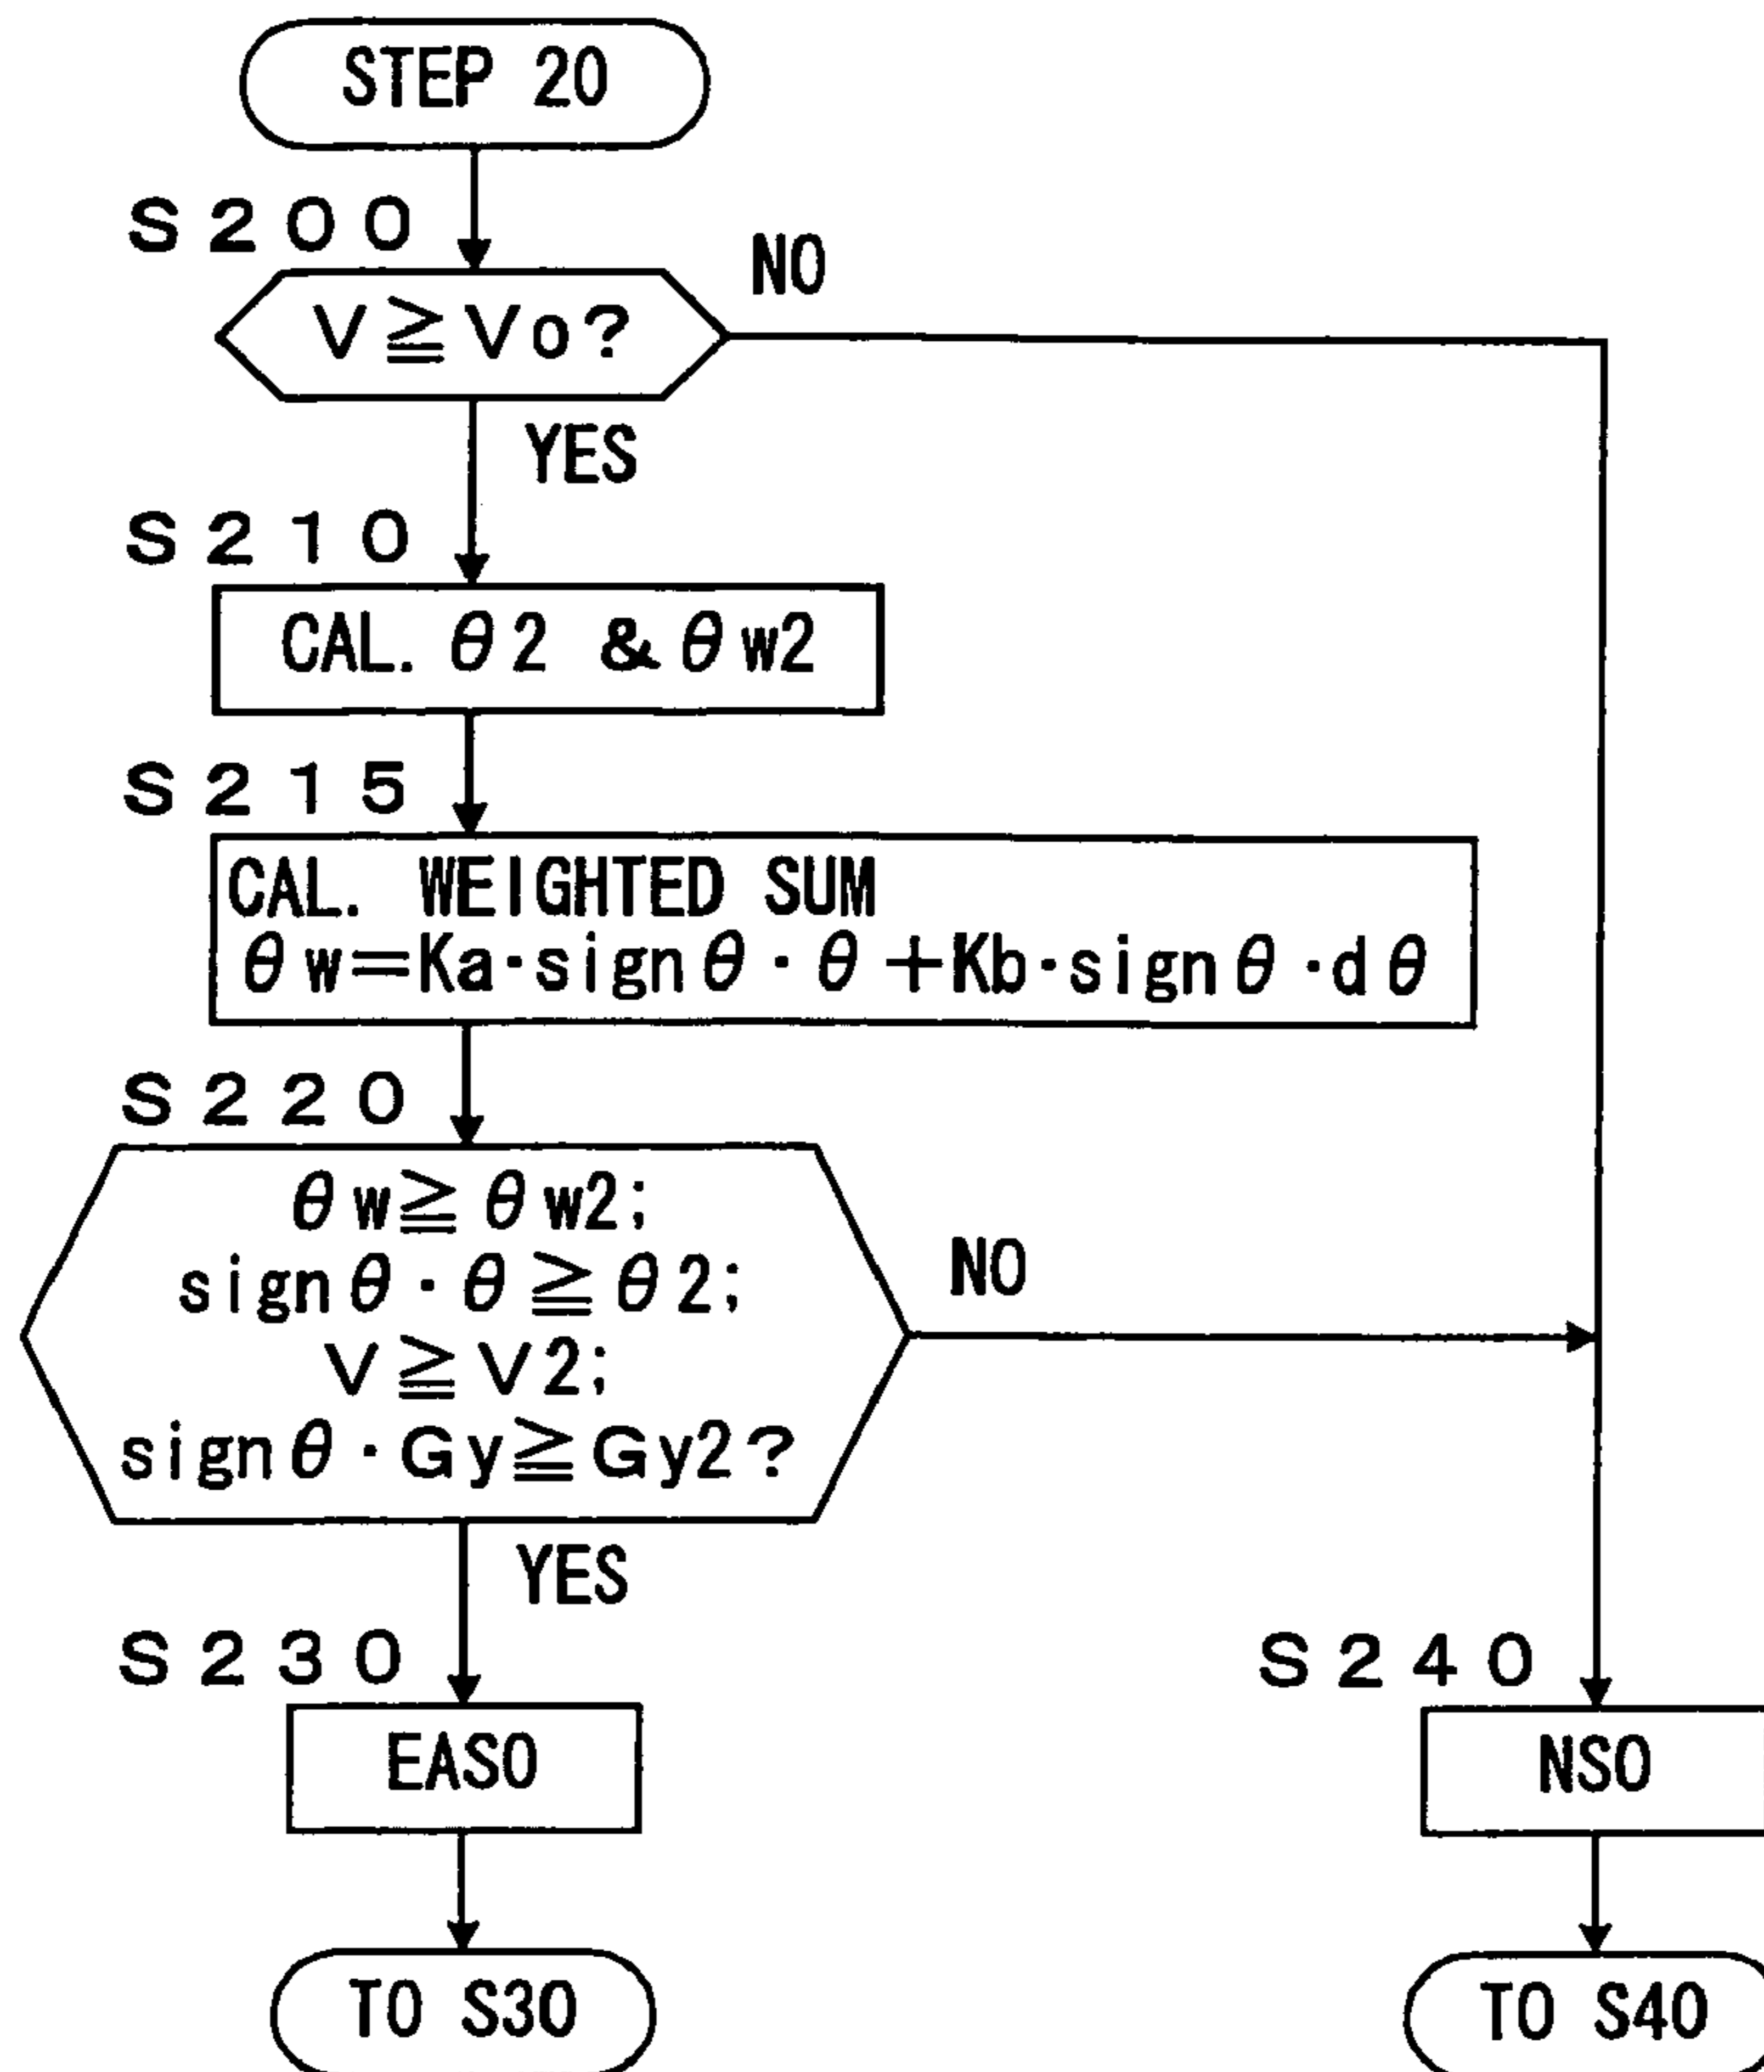 STEP 20
S200
V≧Vo?
NO
YES
S210
CAL. θ2 & θw2
S215
CAL. WEIGHTED SUM
θw=Ka·signθ·θ+Kb·signθ·dθ
S220
θw≧θw2;
signθ·θ≧θ2;
V≧V2;
signθ·Gy≧Gy2?
NO
YES
S230
EASO
S240
NSO
TO S30
TO S40